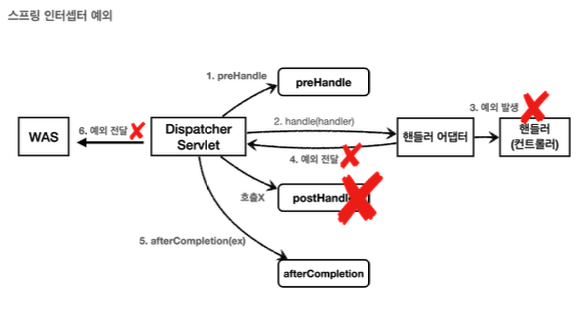 스프링 인터셉터 예외
1. preHandle
preHandle
3. 예외 발생
2. handle(handler)
6. 예외 전달
WAS
Dispatcher
Servlet
핸들러 어댑터
핸들러
(컨트롤러)
4. 예외 전달
호출X
postHandle
5. afterCompletion(ex)
afterCompletion